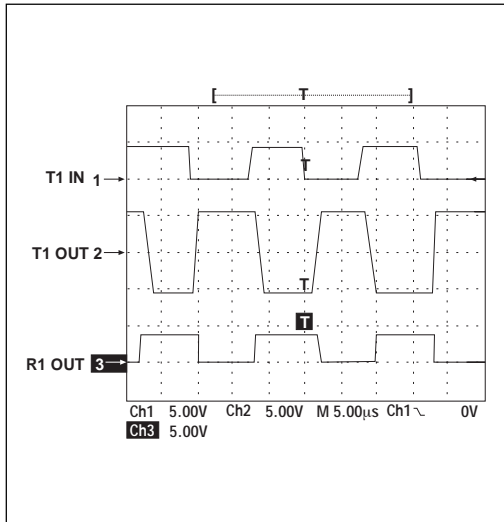 [ T ]
T1 IN 1
T
T1 OUT 2
T
T
R1 OUT 3
Ch1 5.00V Ch2 5.00V M 5.00µs Ch1 0V
Ch3 5.00V